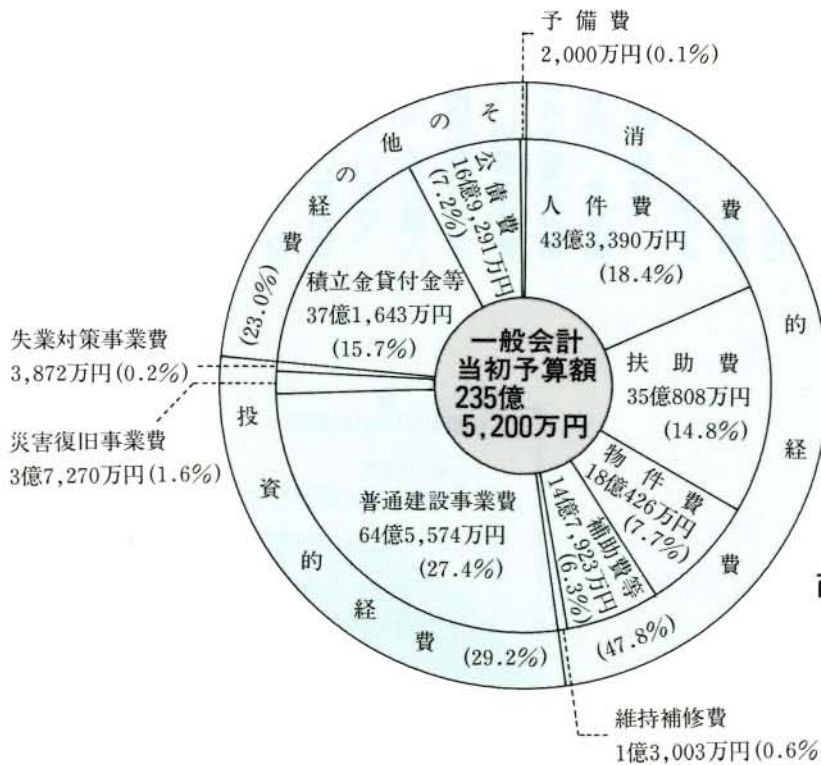 予備費
2,000万円(0.1%)
消費的経費
(47.8%)
人件費
43億3,390万円
(18.4%)
扶助費
35億808万円
(14.8%)
物件費
18億426万円
(7.7%)
補助費等
14億7,923万円
(6.3%)
維持補修費
1億3,003万円(0.6%
投資的経費
(29.2%)
普通建設事業費
64億5,574万円
(27.4%)
災害復旧事業費
3億7,270万円(1.6%)
失業対策事業費
3,872万円(0.2%)
その他の経費
(23.0%)
積立金貸付金等
37億1,643万円
(15.7%)
公債費
16億9,291万円
(7.2%)
一般会計
当初予算額
235億
5,200万円